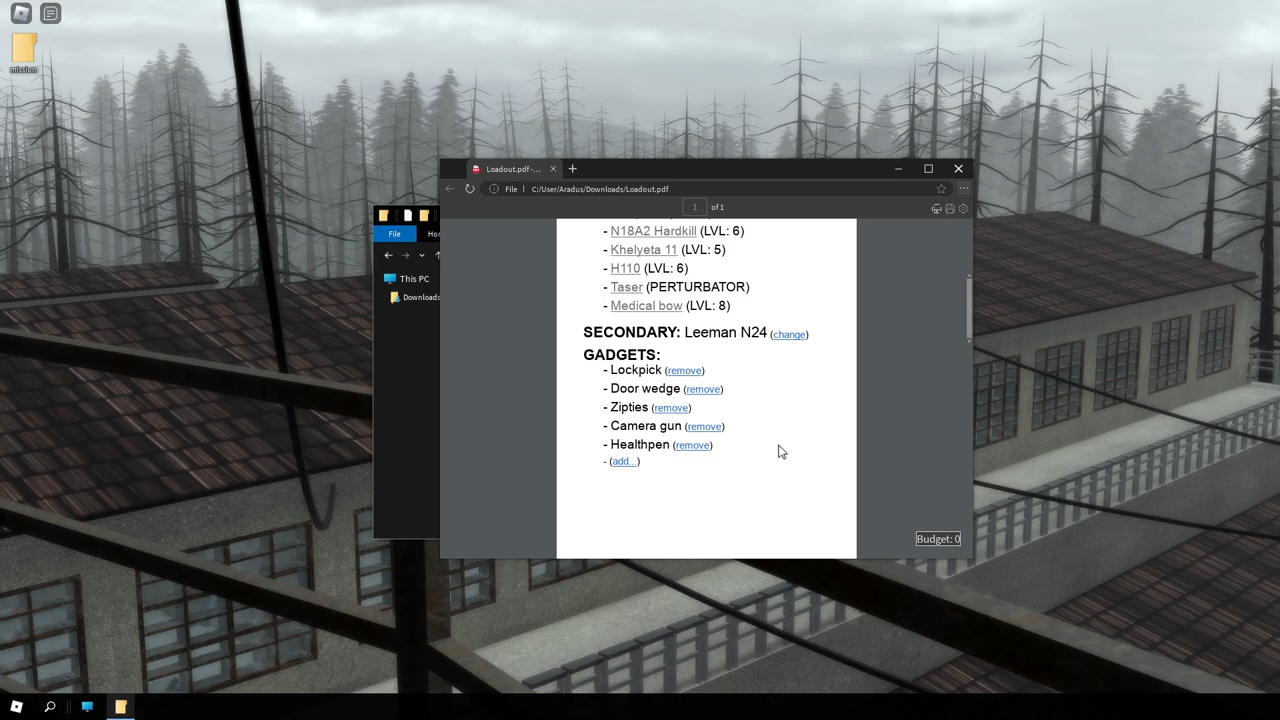 mission
Loadout.pdf -...
File | C:/User/Aradus/Downloads/Loadout.pdf
1 of 1
File
This PC
Downloads
- N18A2 Hardkill (LVL: 6)
- Khelyeta 11 (LVL: 5)
- H110 (LVL: 6)
- Taser (PERTURBATOR)
- Medical bow (LVL: 8)
SECONDARY: Leeman N24 (change)
GADGETS:
- Lockpick (remove)
- Door wedge (remove)
- Zipties (remove)
- Camera gun (remove)
- Healthpen (remove)
- (add...)
Budget: 0